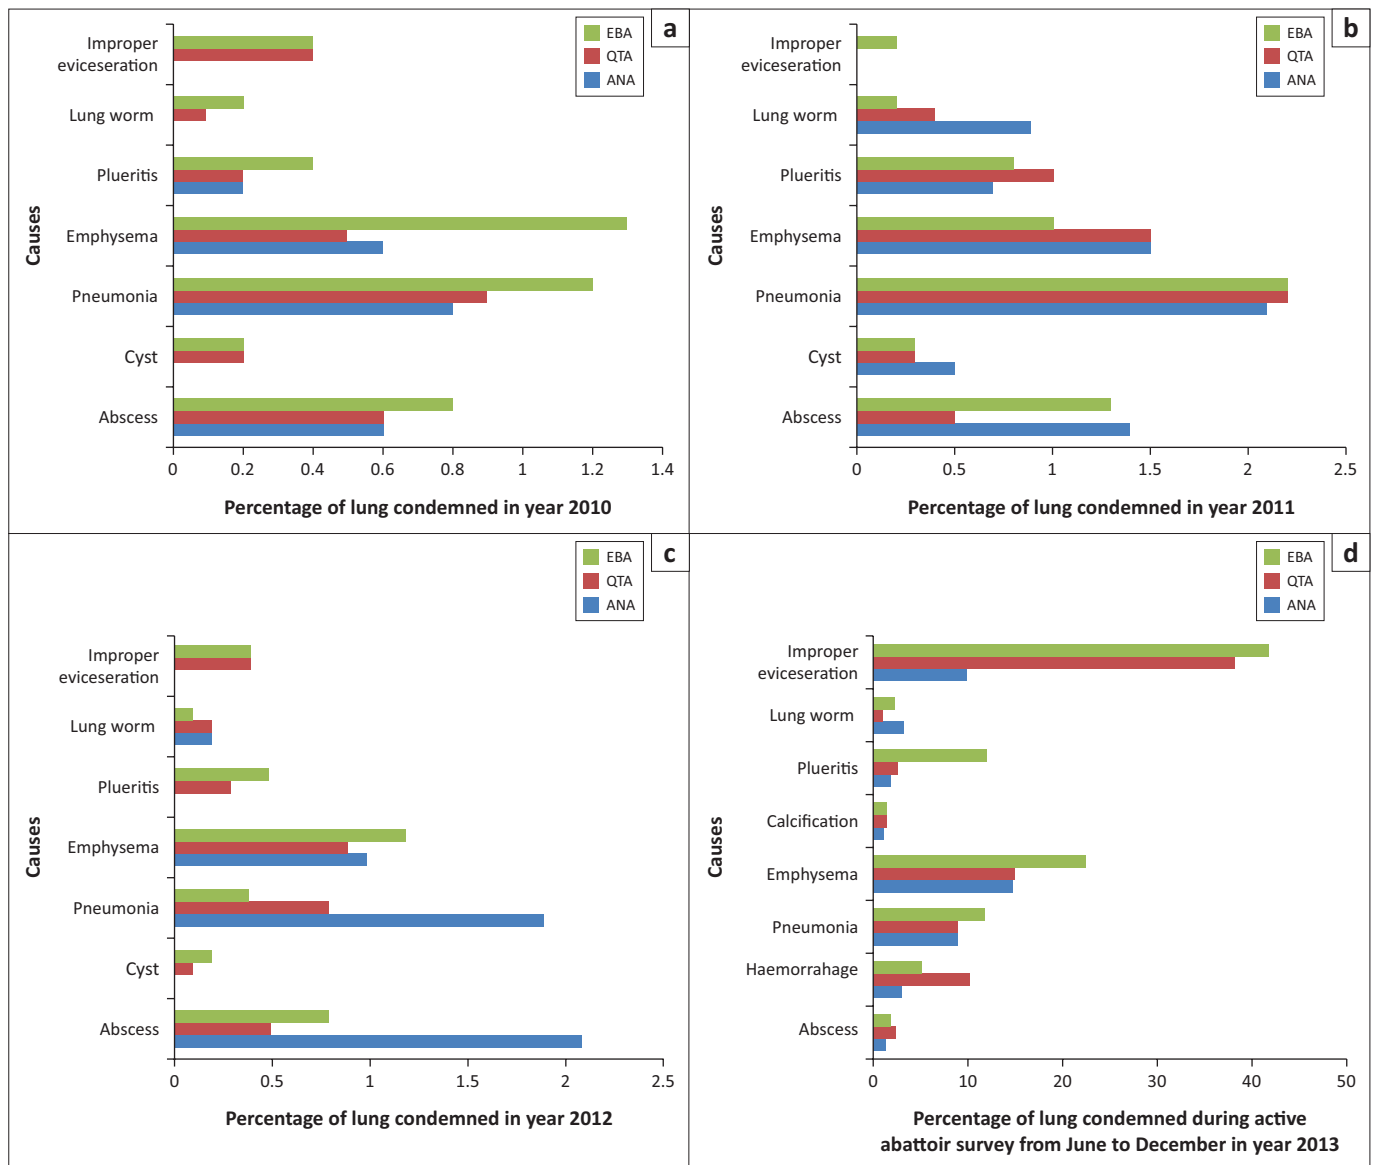 a
EBA
QTA
ANA
Causes
Improper
eviceseration
Lung worm
Plueritis
Emphysema
Pneumonia
Cyst
Abscess
0 0.2 0.4 0.6 0.8 1 1.2 1.4
Percentage of lung condemned in year 2010
b
EBA
QTA
ANA
Causes
Improper
eviceseration
Lung worm
Plueritis
Emphysema
Pneumonia
Cyst
Abscess
0 0.5 1 1.5 2 2.5
Percentage of lung condemned in year 2011
c
EBA
QTA
ANA
Causes
Improper
eviceseration
Lung worm
Plueritis
Emphysema
Pneumonia
Cyst
Abscess
0 0.5 1 1.5 2 2.5
Percentage of lung condemned in year 2012
d
EBA
QTA
ANA
Causes
Improper
eviceseration
Lung worm
Plueritis
Calcification
Emphysema
Pneumonia
Haemorrahage
Abscess
0 10 20 30 40 50
Percentage of lung condemned during active
abattoir survey from June to December in year 2013